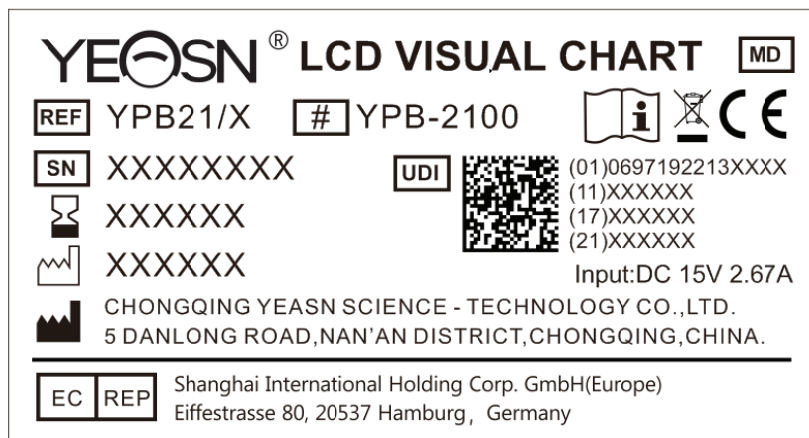 YEASN® LCD VISUAL CHART MD
REF YPB21/X # YPB-2100 i CE
SN XXXXXXXX UDI (01)0697192213XXXX
(11)XXXXXX
XXXXXX (17)XXXXXX
(21)XXXXXX
XXXXXX Input:DC 15V 2.67A
CHONGQING YEASN SCIENCE - TECHNOLOGY CO.,LTD.
5 DANLONG ROAD,NAN'AN DISTRICT,CHONGQING,CHINA.
EC REP Shanghai International Holding Corp. GmbH(Europe)
Eiffestrasse 80, 20537 Hamburg, Germany